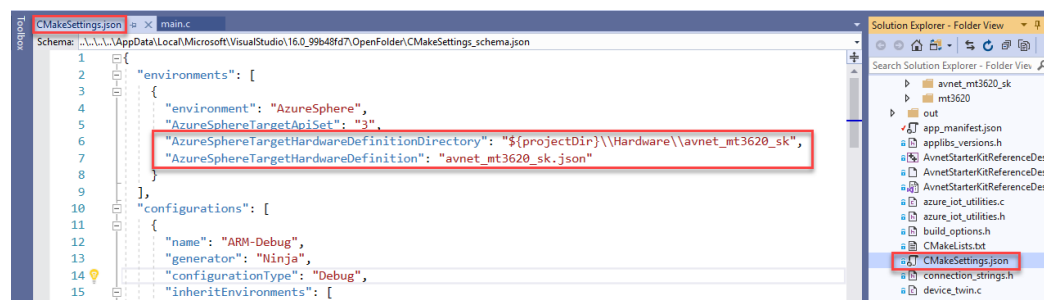 Toolbox
CMakeSettings.json
main.c
Schema: ..\..\..\AppData\Local\Microsoft\VisualStudio\16.0_99b48fd7\OpenFolder\CMakeSettings_schema.json
1 {
2 "environments": [
3 {
4 "environment": "AzureSphere",
5 "AzureSphereTargetApiSet": "3",
6 "AzureSphereTargetHardwareDefinitionDirectory": "${projectDir}\\Hardware\\avnet_mt3620_sk",
7 "AzureSphereTargetHardwareDefinition": "avnet_mt3620_sk.json"
8 }
9 ],
10 "configurations": [
11 {
12 "name": "ARM-Debug",
13 "generator": "Ninja",
14 "configurationType": "Debug",
15 "inheritEnvironments": [
Solution Explorer - Folder View
Search Solution Explorer - Folder View
avnet_mt3620_sk
mt3620
out
app_manifest.json
applibs_versions.h
AvnetStarterKitReferenceDes
AvnetStarterKitReferenceDes
AvnetStarterKitReferenceDes
azure_iot_utilities.c
azure_iot_utilities.h
build_options.h
CMakeLists.txt
CMakeSettings.json
connection_strings.h
device_twin.c